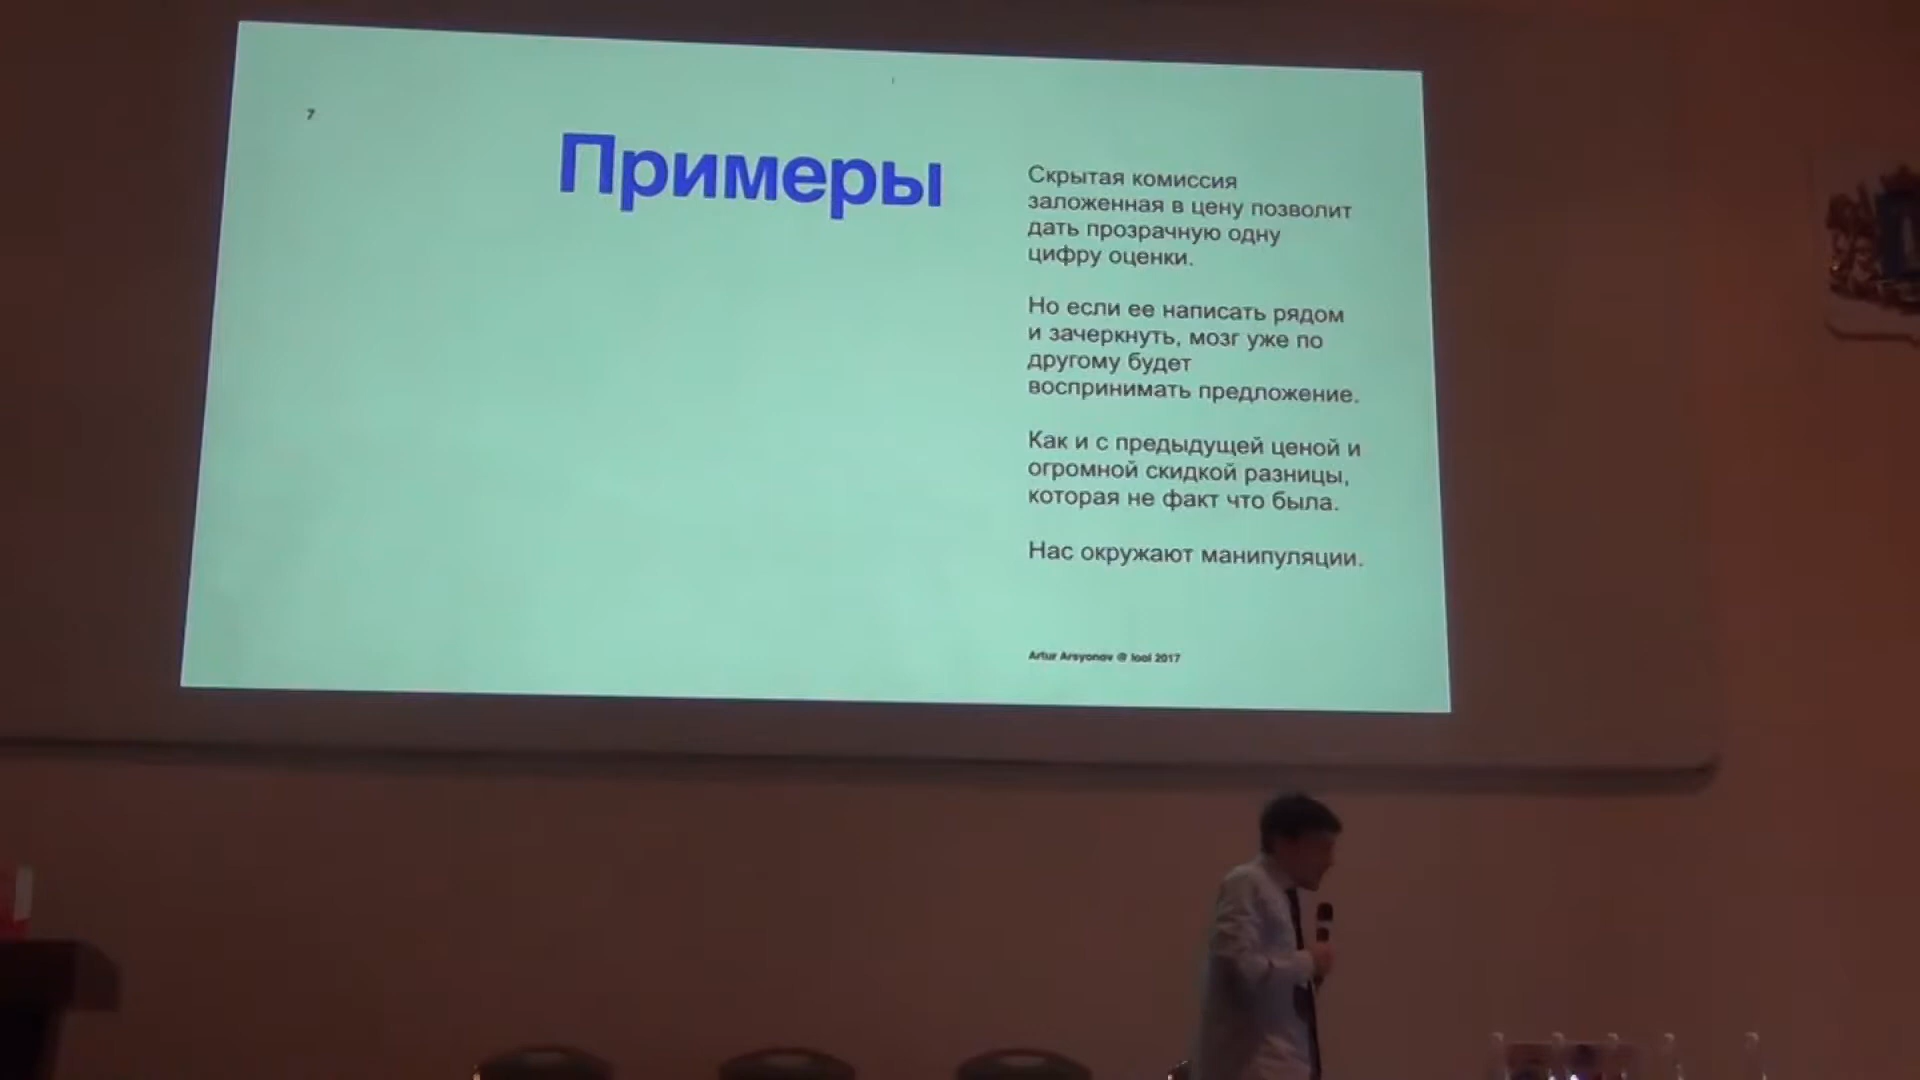 7
Примеры
Скрытая комиссия
заложенная в цену позволит
дать прозрачную одну
цифру оценки.
Но если ее написать рядом
и зачеркнуть, мозг уже по
другому будет
воспринимать предложение.
Как и с предыдущей ценой и
огромной скидкой разницы,
которая не факт что была.
Нас окружают манипуляции.
Artur Arsyonov @ 2017